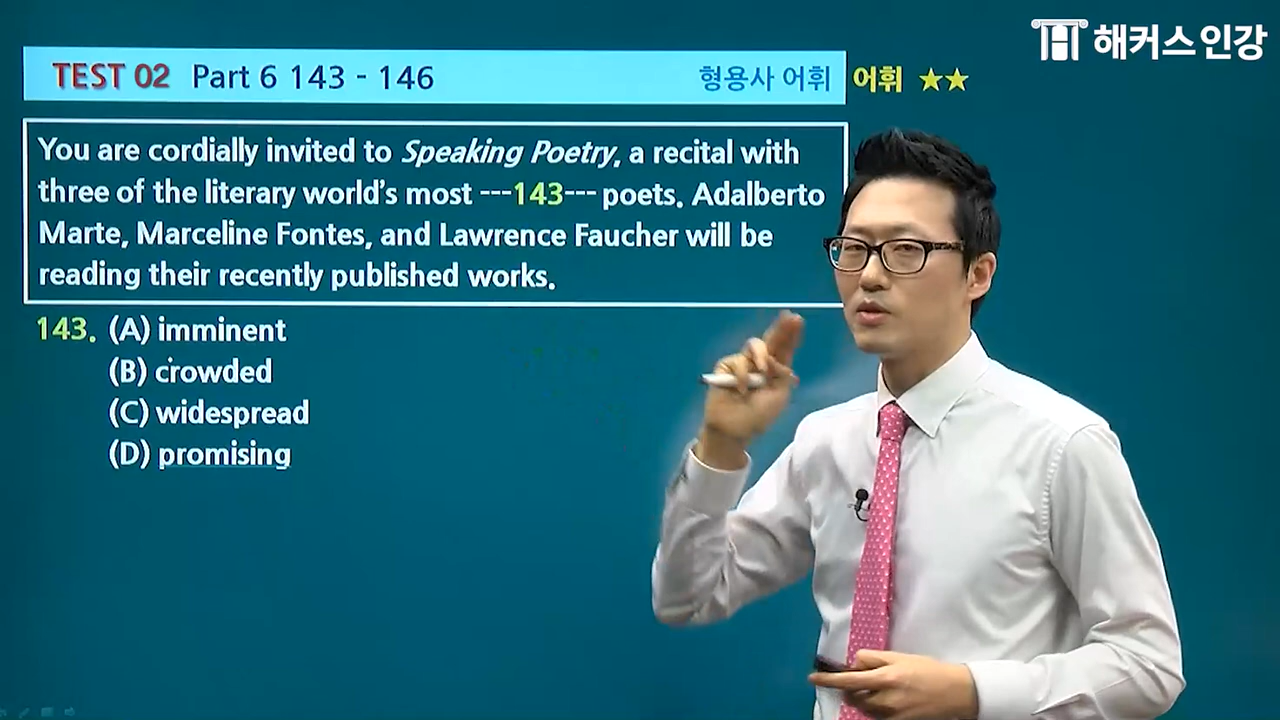 해커스인강
TEST 02 Part 6 143 - 146 형용사 어휘 어휘 ★★
You are cordially invited to Speaking Poetry, a recital with
three of the literary world's most ---143--- poets. Adalberto
Marte, Marceline Fontes, and Lawrence Faucher will be
reading their recently published works.
143. (A) imminent
(B) crowded
(C) widespread
(D) promising